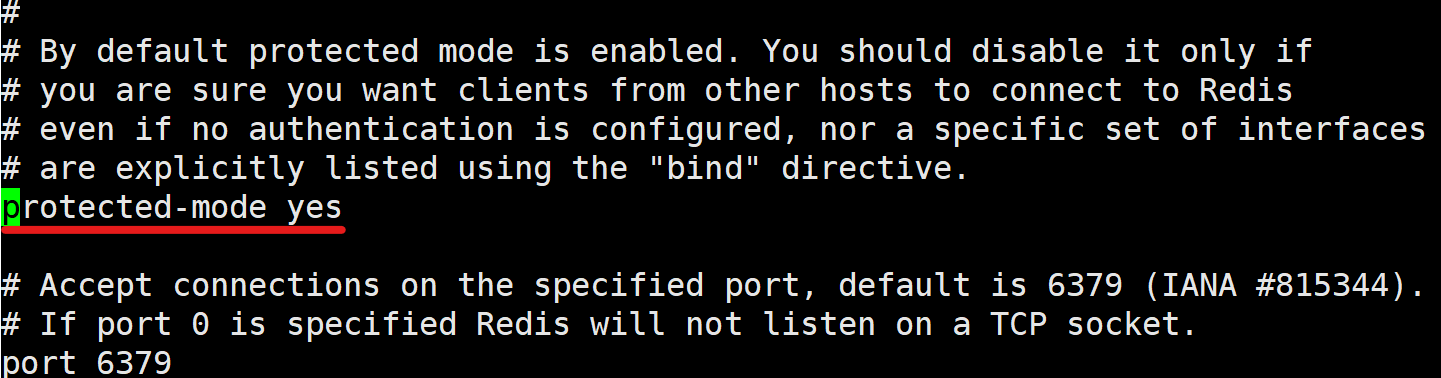 #
# By default protected mode is enabled. You should disable it only if
# you are sure you want clients from other hosts to connect to Redis
# even if no authentication is configured, nor a specific set of interfaces
# are explicitly listed using the "bind" directive.
protected-mode yes
# Accept connections on the specified port, default is 6379 (IANA #815344).
# If port 0 is specified Redis will not listen on a TCP socket.
port 6379